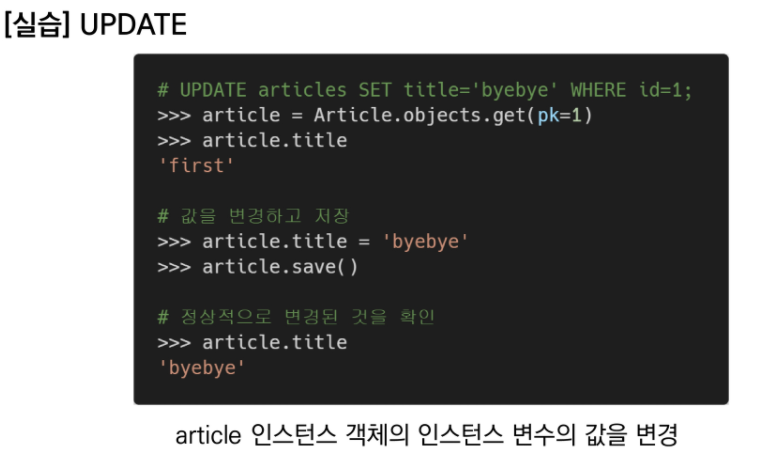 [실습] UPDATE
# UPDATE articles SET title='byebye' WHERE id=1;
>>> article = Article.objects.get(pk=1)
>>> article.title
'first'
# 값을 변경하고 저장
>>> article.title = 'byebye'
>>> article.save()
# 정상적으로 변경된 것을 확인
>>> article.title
'byebye'
article 인스턴스 객체의 인스턴스 변수의 값을 변경